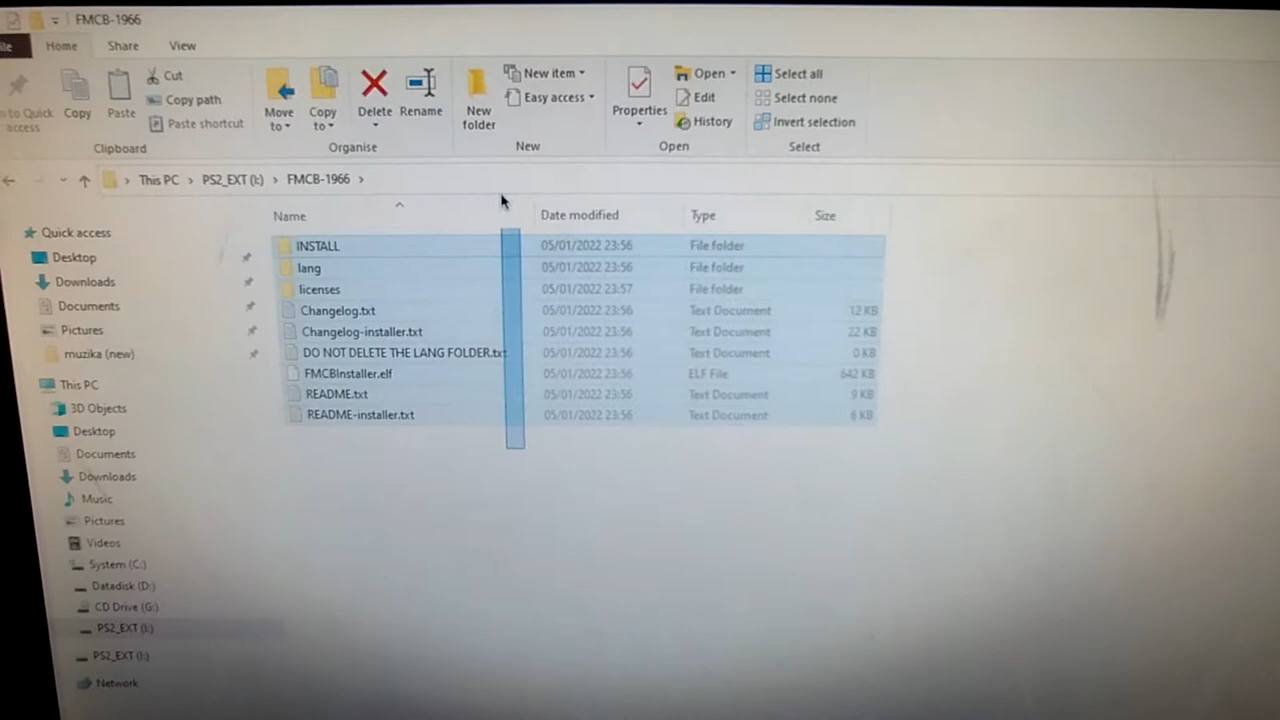 FMCB-1966
Home Share View
Copy
Paste
Cut
Copy path
Paste shortcut
Clipboard
Move to
Copy to
Delete
Rename
Organise
New folder
New item
Easy access
New
Properties
Open
Edit
History
Open
Select all
Select none
Invert selection
Select
to Quick access
This PC > PS2_EXT (I:) > FMCB-1966 >
Name Date modified Type Size
INSTALL 05/01/2022 23:56 File folder
lang 05/01/2022 23:56 File folder
licenses 05/01/2022 23:57 File folder
Changelog.txt 05/01/2022 23:56 Text Document 12 KB
Changelog-installer.txt 05/01/2022 23:56 Text Document 22 KB
DO NOT DELETE THE LANG FOLDER.txt 05/01/2022 23:56 Text Document 0 KB
FMCBInstaller.elf 05/01/2022 23:56 ELF File 642 KB
README.txt 05/01/2022 23:56 Text Document 9 KB
README-installer.txt 05/01/2022 23:56 Text Document 6 KB
Quick access
Desktop
Downloads
Documents
Pictures
muzika (new)
This PC
3D Objects
Desktop
Documents
Downloads
Music
Pictures
Videos
System (C:)
Datadisk (D:)
CD Drive (G:)
PS2_EXT (I:)
PS2_EXT (I:)
Network